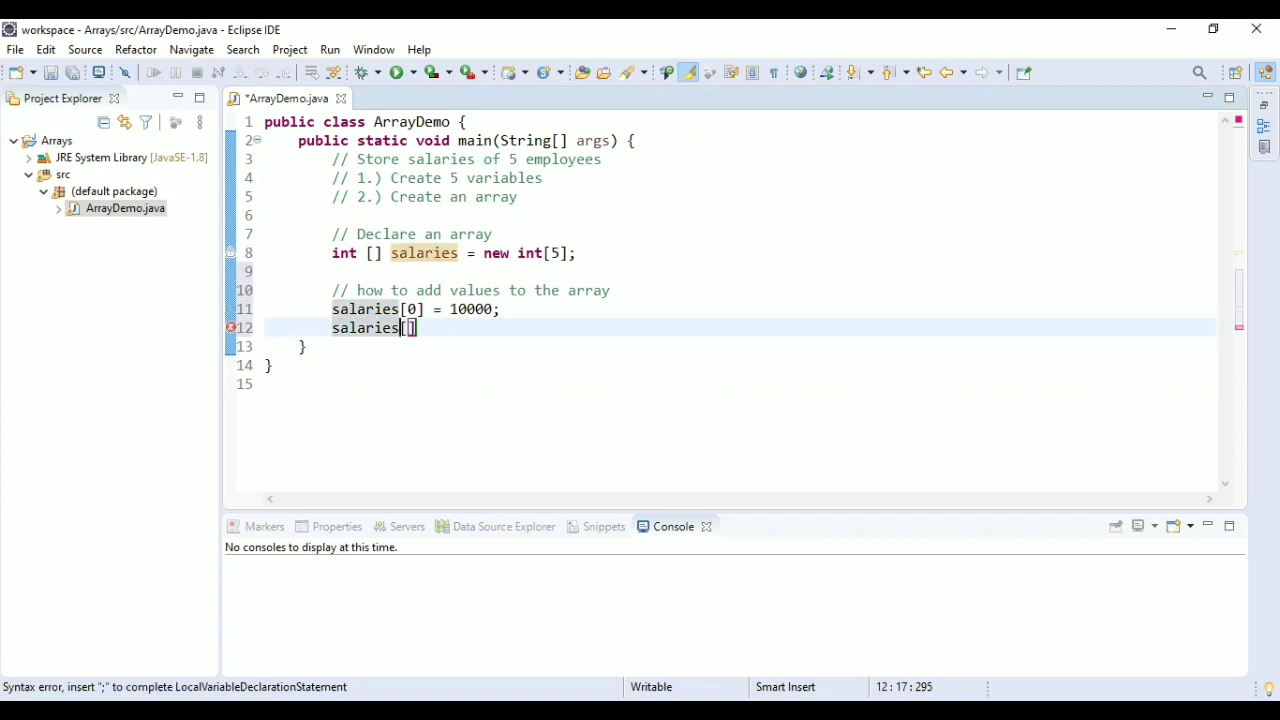 workspace - Arrays/src/ArrayDemo.java - Eclipse IDE
File Edit Source Refactor Navigate Search Project Run Window Help
Project Explorer
*ArrayDemo.java
Arrays
JRE System Library [JavaSE-1.8]
src
(default package)
ArrayDemo.java
1 public class ArrayDemo {
2 public static void main(String[] args) {
3 // Store salaries of 5 employees
4 // 1.) Create 5 variables
5 // 2.) Create an array
6
7 // Declare an array
8 int [] salaries = new int[5];
9
10 // how to add values to the array
11 salaries[0] = 10000;
12 salaries[]
13 }
14 }
15
Markers Properties Servers Data Source Explorer Snippets Console
No consoles to display at this time.
Syntax error, insert ";" to complete LocalVariableDeclarationStatement Writable Smart Insert 12 : 17 : 295